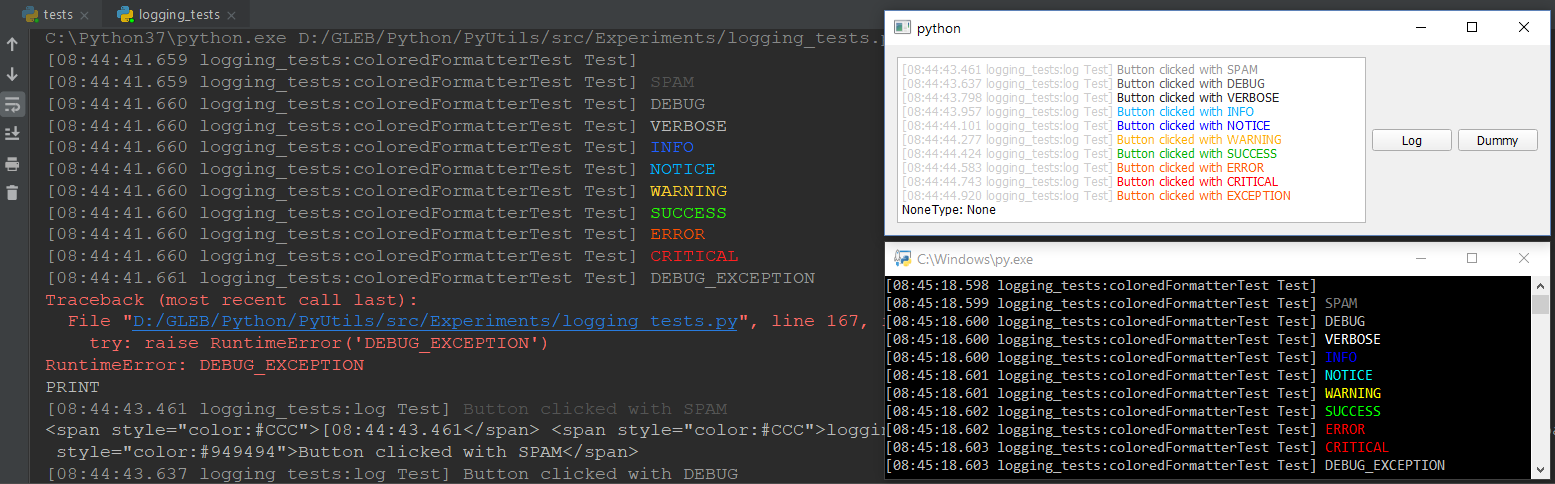 tests
logging_tests
C:\Python37\python.exe D:/GLEB/Python/PyUtils/src/Experiments/logging_tests.p
[08:44:41.659 logging_tests:coloredFormatterTest Test]
[08:44:41.659 logging_tests:coloredFormatterTest Test] SPAM
[08:44:41.660 logging_tests:coloredFormatterTest Test] DEBUG
[08:44:41.660 logging_tests:coloredFormatterTest Test] VERBOSE
[08:44:41.660 logging_tests:coloredFormatterTest Test] INFO
[08:44:41.660 logging_tests:coloredFormatterTest Test] NOTICE
[08:44:41.660 logging_tests:coloredFormatterTest Test] WARNING
[08:44:41.660 logging_tests:coloredFormatterTest Test] SUCCESS
[08:44:41.660 logging_tests:coloredFormatterTest Test] ERROR
[08:44:41.660 logging_tests:coloredFormatterTest Test] CRITICAL
[08:44:41.661 logging_tests:coloredFormatterTest Test] DEBUG_EXCEPTION
Traceback (most recent call last):
File "D:/GLEB/Python/PyUtils/src/Experiments/logging_tests.py", line 167,
try: raise RuntimeError('DEBUG_EXCEPTION')
RuntimeError: DEBUG_EXCEPTION
PRINT
[08:44:43.461 logging_tests:log Test] Button clicked with SPAM
<span style="color:#CCC">[08:44:43.461</span> <span style="color:#CCC">loggin
style="color:#949494">Button clicked with SPAM</span>
[08:44:43.637 logging_tests:log Test] Button clicked with DEBUG
python
[08:44:43.461 logging_tests:log Test] Button clicked with SPAM
[08:44:43.637 logging_tests:log Test] Button clicked with DEBUG
[08:44:43.798 logging_tests:log Test] Button clicked with VERBOSE
[08:44:43.957 logging_tests:log Test] Button clicked with INFO
[08:44:44.101 logging_tests:log Test] Button clicked with NOTICE
[08:44:44.277 logging_tests:log Test] Button clicked with WARNING
[08:44:44.424 logging_tests:log Test] Button clicked with SUCCESS
[08:44:44.583 logging_tests:log Test] Button clicked with ERROR
[08:44:44.743 logging_tests:log Test] Button clicked with CRITICAL
[08:44:44.920 logging_tests:log Test] Button clicked with EXCEPTION
NoneType: None
Log
Dummy
C:\Windows\py.exe
[08:45:18.598 logging_tests:coloredFormatterTest Test]
[08:45:18.599 logging_tests:coloredFormatterTest Test] SPAM
[08:45:18.600 logging_tests:coloredFormatterTest Test] DEBUG
[08:45:18.600 logging_tests:coloredFormatterTest Test] VERBOSE
[08:45:18.600 logging_tests:coloredFormatterTest Test] INFO
[08:45:18.601 logging_tests:coloredFormatterTest Test] NOTICE
[08:45:18.601 logging_tests:coloredFormatterTest Test] WARNING
[08:45:18.602 logging_tests:coloredFormatterTest Test] SUCCESS
[08:45:18.602 logging_tests:coloredFormatterTest Test] ERROR
[08:45:18.603 logging_tests:coloredFormatterTest Test] CRITICAL
[08:45:18.603 logging_tests:coloredFormatterTest Test] DEBUG_EXCEPTION